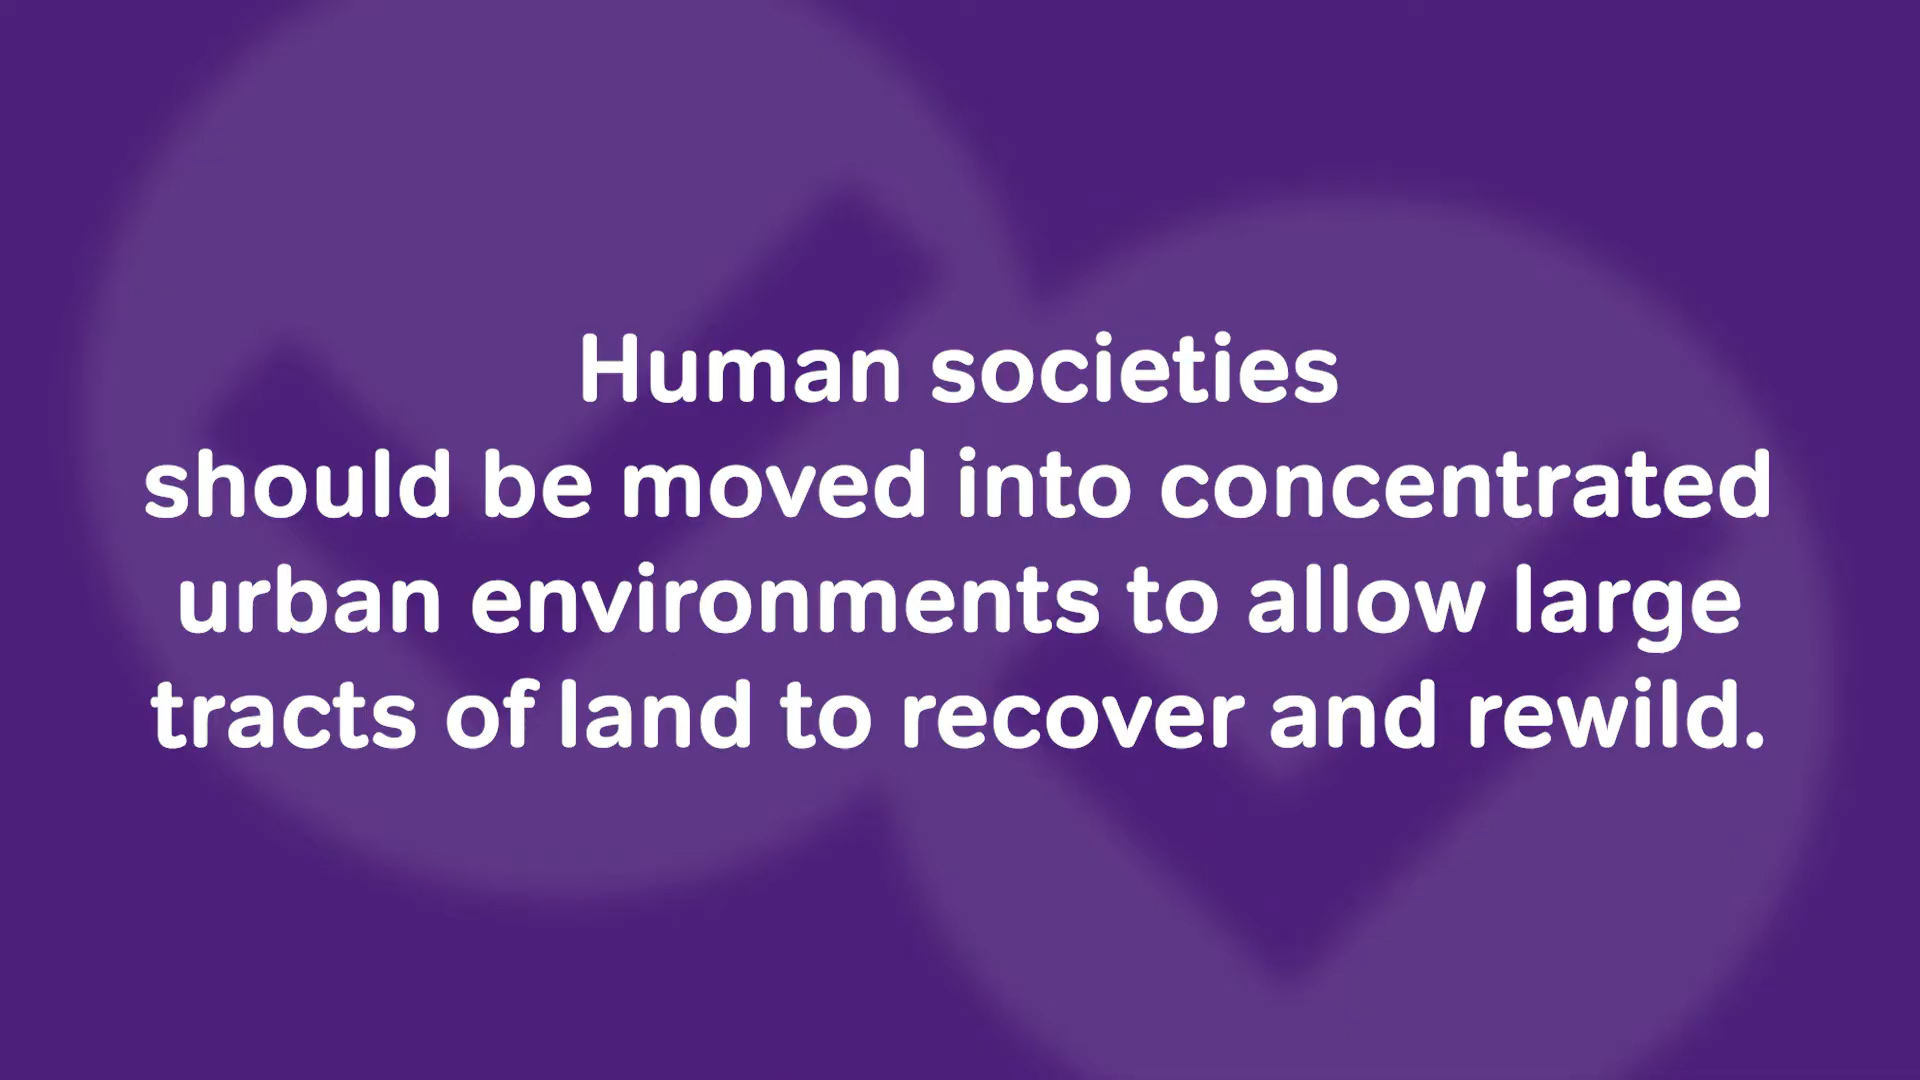 Human societies
should be moved into concentrated
urban environments to allow large
tracts of land to recover and rewild.